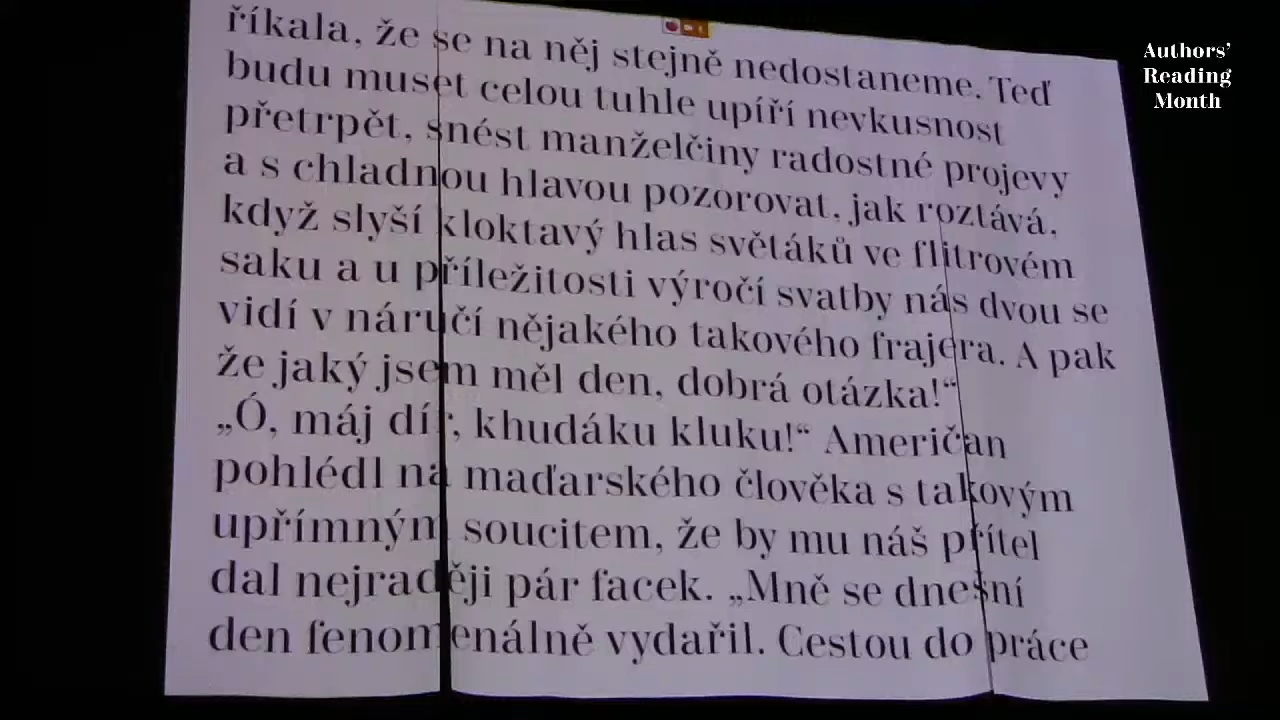 říkala, že se na něj stejně nedostaneme. Teď
budu muset celou tuhle upíří nevkusnost
přetrpět, snést manželčiny radostné projevy
a s chladnou hlavou pozorovat, jak roztává,
když slyší kloktavý hlas světáků ve flitrovém
saku a u příležitosti výročí svatby nás dvou se
vidí v náručí nějakého takového frajera. A pak
že jaký jsem měl den, dobrá otázka!“
„Ó, máj dír, khudáku kluku!“ Američan
pohlédl na maďarského člověka s takovým
upřímným soucitem, že by mu náš přítel
dal nejraději pár facek. „Mně se dnešní
den fenomenálně vydařil. Cestou do práce
Authors’
Reading
Month